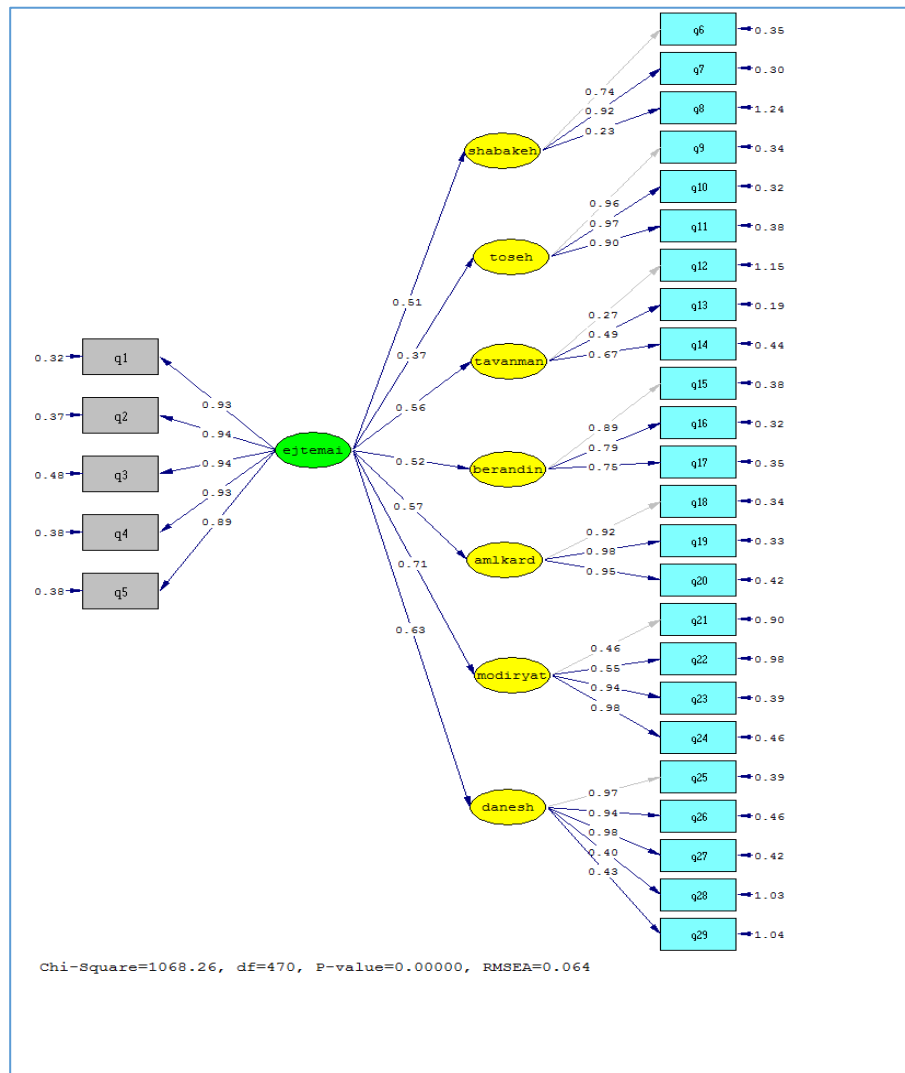 q6
0.35
q7
0.30
0.74
0.92
q8
1.24
0.23
shabakeh
q9
0.34
q10
0.32
0.96
0.97
q11
0.38
0.90
toseh
q12
1.15
0.51
q13
0.19
0.27
0.49
q14
0.44
0.37
0.67
tavanman
0.32
q1
q15
0.38
0.56
0.93
0.37
q2
q16
0.32
0.89
0.94
0.79
ejtemai
0.52
berandin
0.75
q17
0.35
0.48
q3
0.94
q18
0.34
0.57
0.93
0.92
0.38
q4
0.89
q19
0.33
0.98
amlkard
0.71
0.95
q20
0.42
0.38
q5
0.63
q21
0.90
0.46
0.55
q22
0.98
modiryat
0.94
q23
0.39
0.98
q24
0.46
q25
0.39
0.97
danesh
0.94
q26
0.46
0.98
0.40
q27
0.42
0.43
q28
1.03
q29
1.04
Chi-Square=1068.26, df=470, P-value=0.00000, RMSEA=0.064